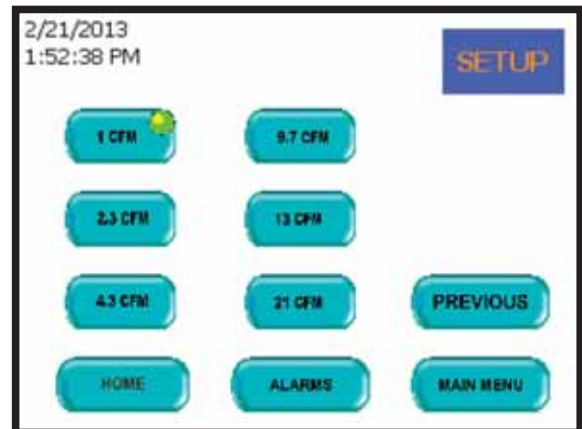 2/21/2013
1:52:38 PM
SETUP
1 CFM
9.7 CFM
2.3 CFM
13 CFM
4.3 CFM
21 CFM
PREVIOUS
HOME
ALARMS
MAIN MENU